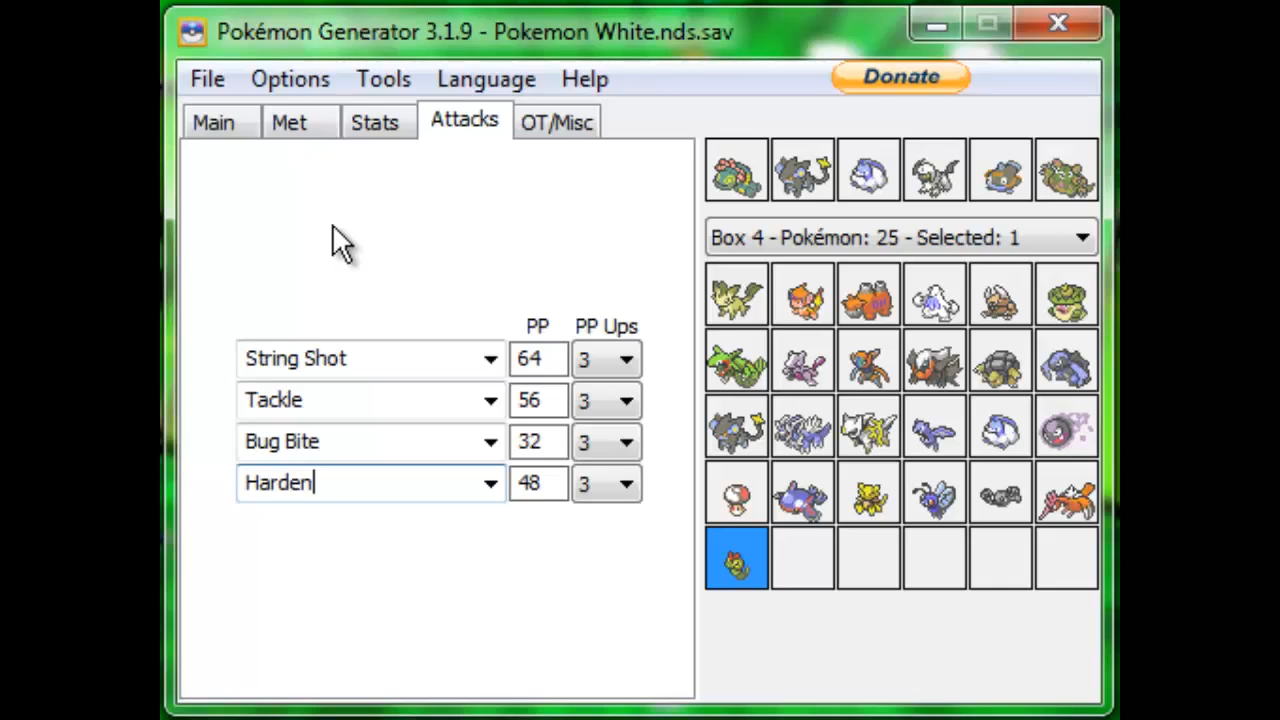 Pokémon Generator 3.1.9 - Pokemon White.nds.sav
File Options Tools Language Help Donate
Main Met Stats Attacks OT/Misc
Box 4 - Pokémon: 25 - Selected: 1
PP PP Ups
String Shot 64 3
Tackle 56 3
Bug Bite 32 3
Harden 48 3